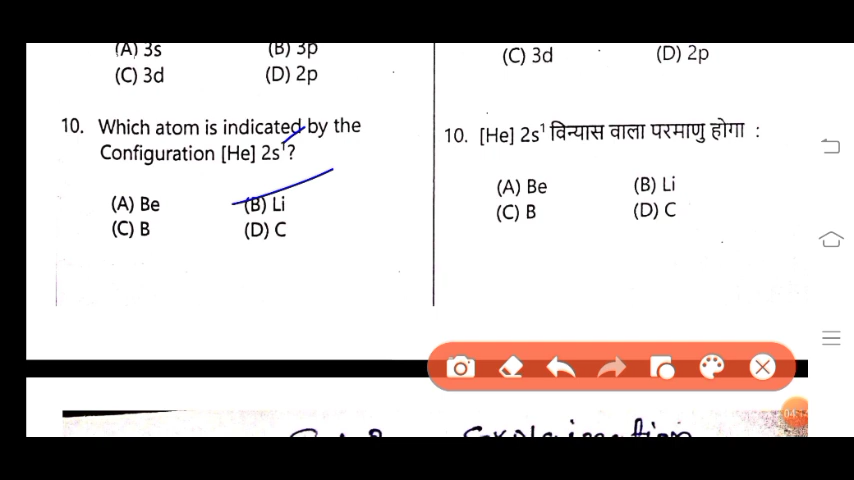 (A) 3s (B) 3p
(C) 3d (D) 2p
10. Which atom is indicated by the
Configuration [He] 2s¹?
(A) Be (B) Li
(C) B (D) C
(C) 3d (D) 2p
10. [He] 2s¹ विन्यास वाला परमाणु होगा :
(A) Be (B) Li
(C) B (D) C
Explaination